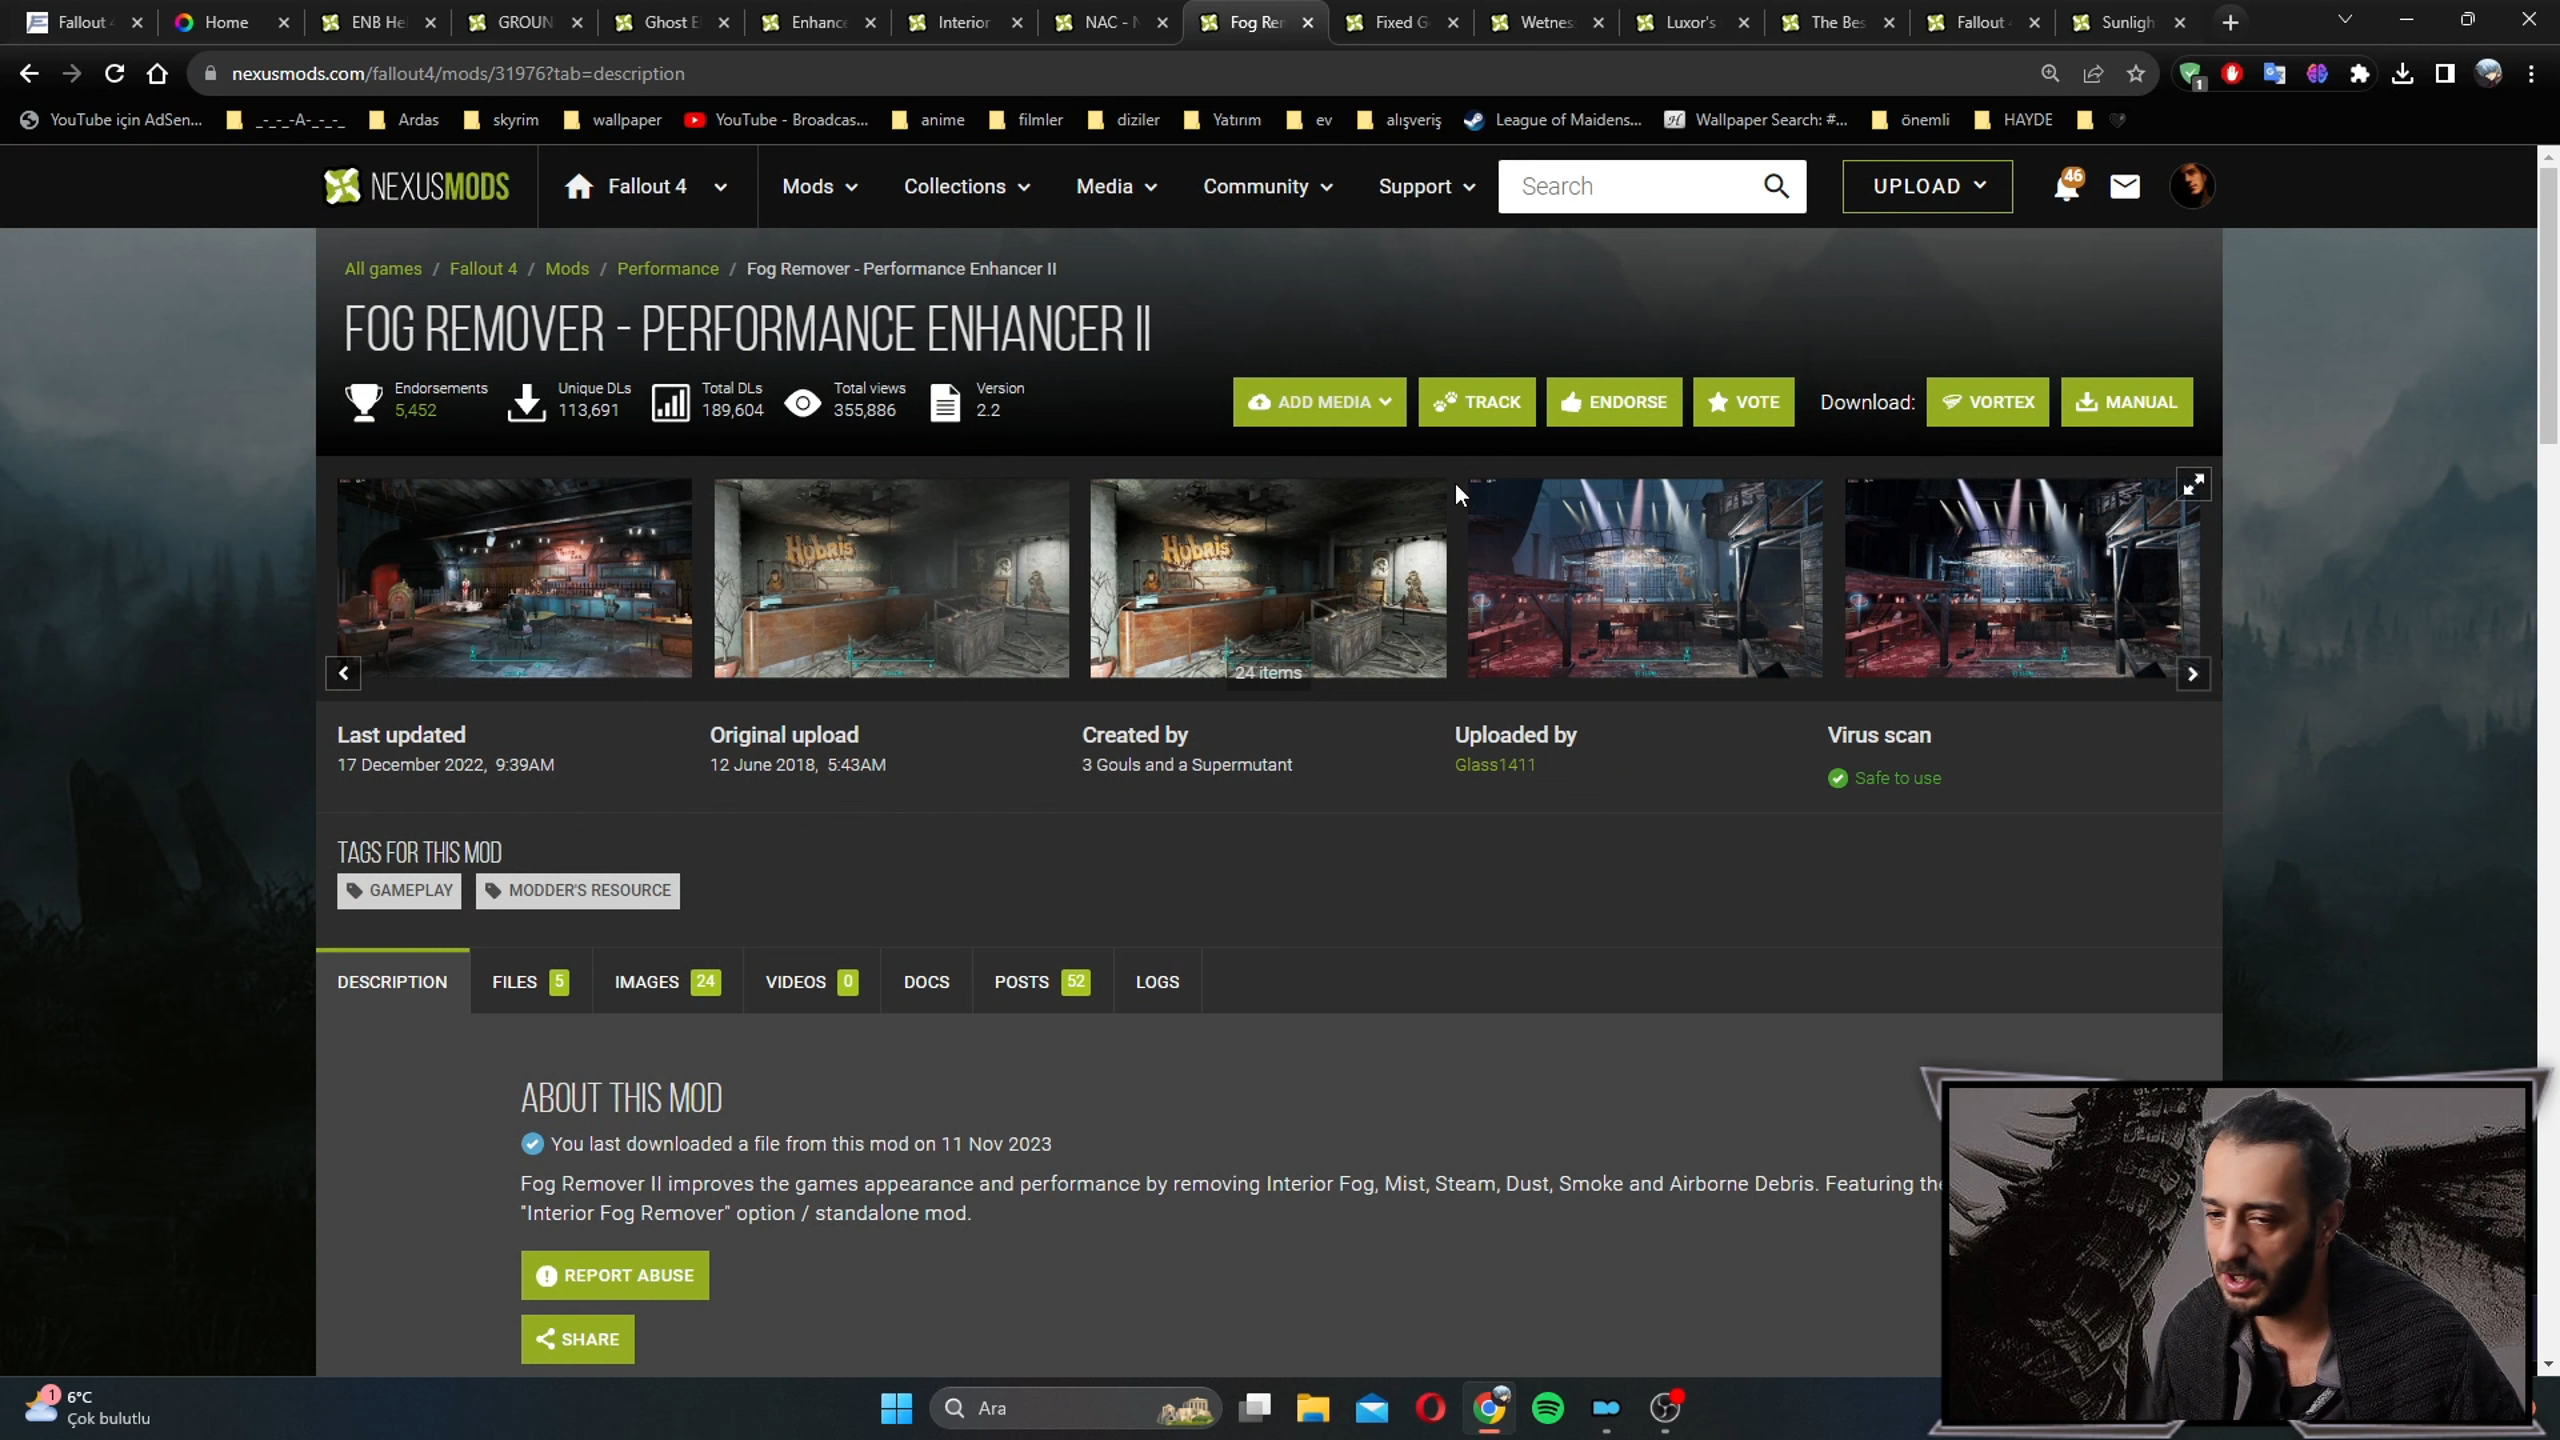 Fallout
Home
ENB He
GROUN
Ghost E
Enhanc
Interior
NAC - N
Fog Rem
Fixed G
Wetnes
Luxor's
The Bes
Fallout
Sunligh
nexusmods.com/fallout4/mods/31976?tab=description
1
YouTube için AdSen...
_-_-_-A-_-_-_
Ardas
skyrim
wallpaper
YouTube - Broadcas...
anime
filmler
diziler
Yatırım
ev
alışveriş
League of Maidens...
Wallpaper Search: #...
önemli
HAYDE
NEXUSMODS
Fallout 4
Mods
Collections
Media
Community
Support
Search
UPLOAD
46
All games / Fallout 4 / Mods / Performance / Fog Remover - Performance Enhancer II
FOG REMOVER - PERFORMANCE ENHANCER II
Endorsements
5,452
Unique DLs
113,691
Total DLs
189,604
Total views
355,886
Version
2.2
ADD MEDIA
TRACK
ENDORSE
VOTE
Download:
VORTEX
MANUAL
Hubris
Hubris
24 items
Last updated
17 December 2022, 9:39AM
Original upload
12 June 2018, 5:43AM
Created by
3 Gouls and a Supermutant
Uploaded by
Glass1411
Virus scan
Safe to use
TAGS FOR THIS MOD
GAMEPLAY
MODDER'S RESOURCE
DESCRIPTION
FILES 5
IMAGES 24
VIDEOS 0
DOCS
POSTS 52
LOGS
ABOUT THIS MOD
You last downloaded a file from this mod on 11 Nov 2023
Fog Remover II improves the games appearance and performance by removing Interior Fog, Mist, Steam, Dust, Smoke and Airborne Debris. Featuring the
"Interior Fog Remover" option / standalone mod.
REPORT ABUSE
SHARE
1
6°C
Çok bulutlu
Ara